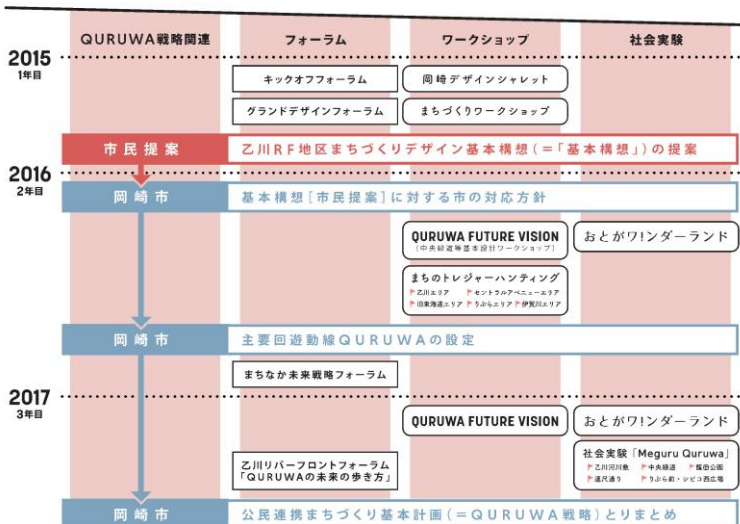 QURUWA戦略関連 フォーラム ワークショップ 社会実験
2015
1年目
キックオフフォーラム 岡崎デザインシャレット
グランドデザインフォーラム まちづくりワークショップ
市民提案 乙川RF地区まちづくりデザイン基本構想(=「基本構想」)の提案
2016
2年目
岡崎市 基本構想[市民提案]に対する市の対応方針
QURUWA FUTURE VISION
(中央緑道等基本設計ワークショップ)
おとがワ!ンダーランド
まちのトレジャーハンティング
乙川エリア セントラルアベニューエリア
旧東海道エリア りぶらエリア 伊賀川エリア
岡崎市 主要回遊動線QURUWAの設定
まちなか未来戦略フォーラム
2017
3年目
QURUWA FUTURE VISION おとがワ!ンダーランド
乙川リバーフロントフォーラム
「QURUWAの未来の歩き方」
社会実験「Meguru Quruwa」
乙川河川敷 中央緑道 籠田公園
連尺通り りぶら前・シビコ西広場
岡崎市 公民連携まちづくり基本計画(=QURUWA戦略)とりまとめ